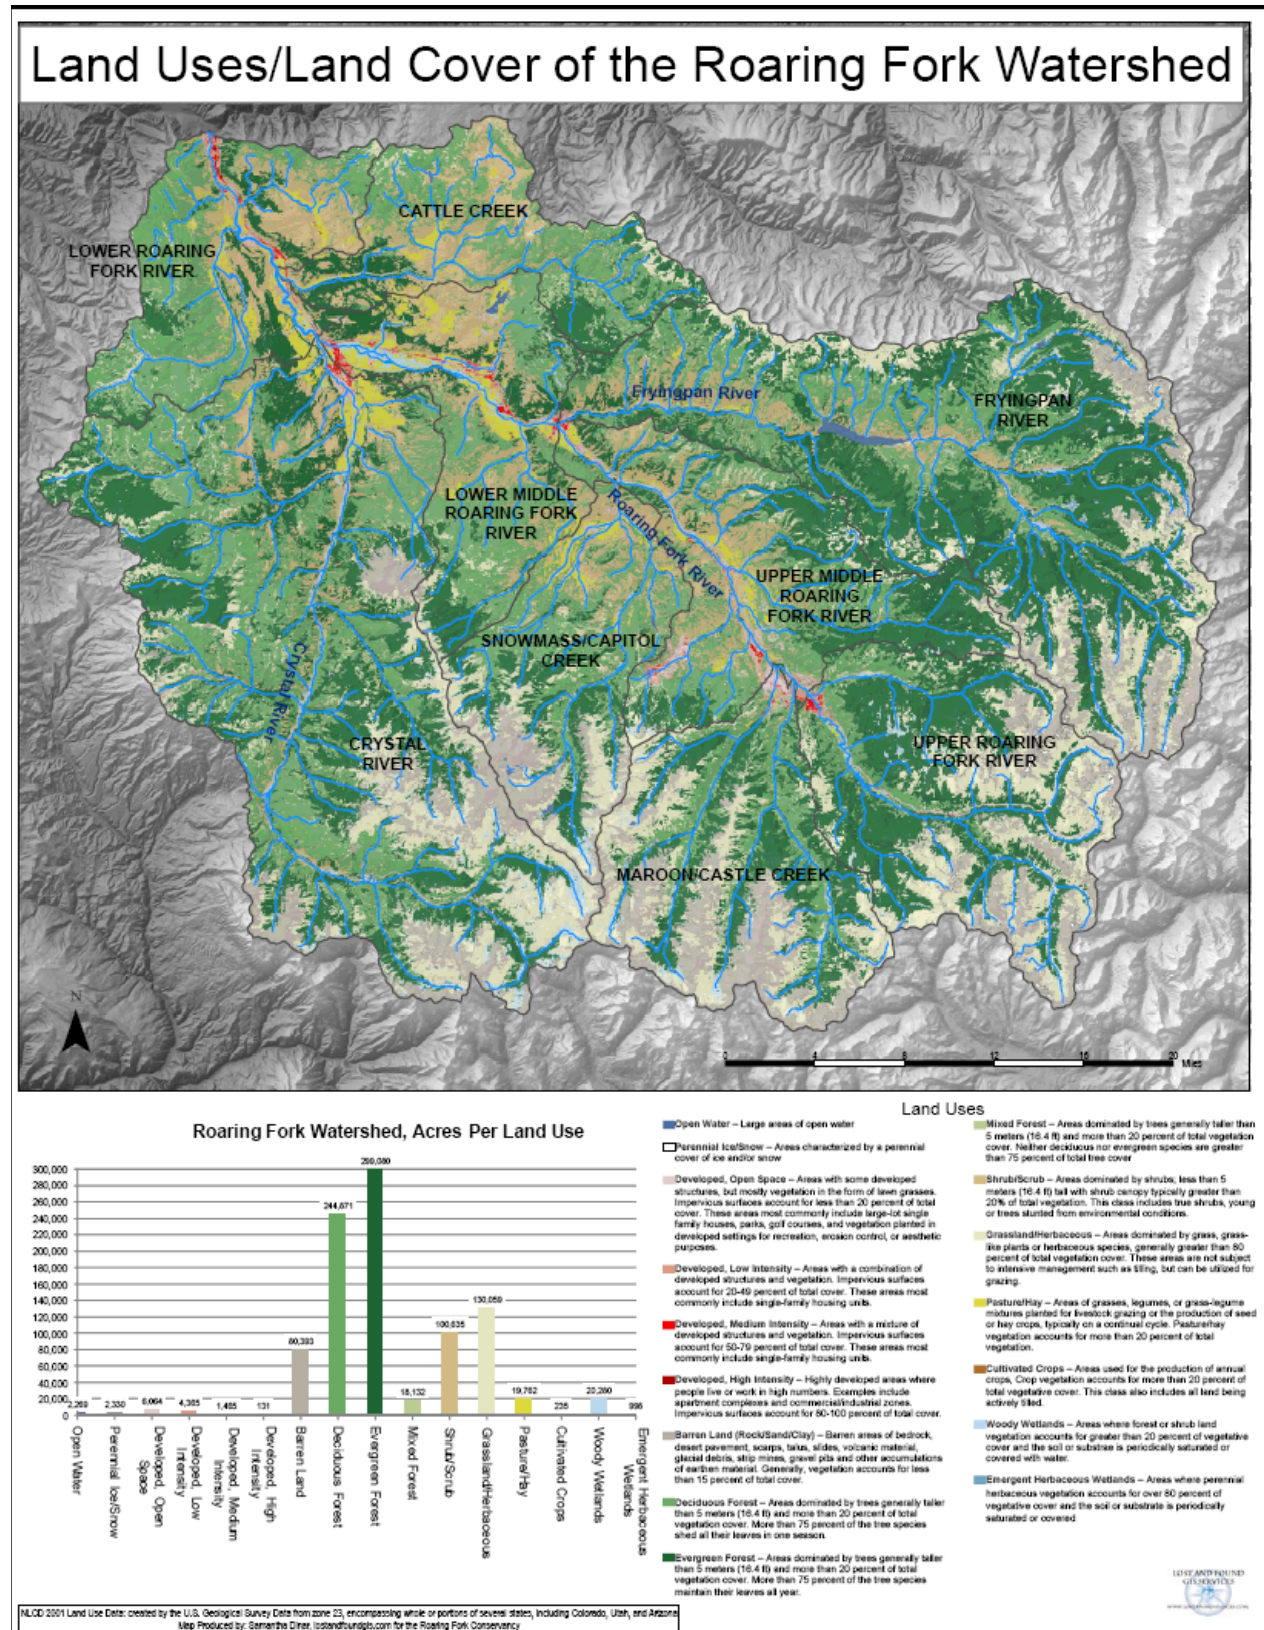 Land Uses/Land Cover of the Roaring Fork Watershed
CATTLE CREEK
LOWER ROARING
FORK RIVER
Fryingpan River
FRYINGPAN
RIVER
LOWER MIDDLE
ROARING FORK
RIVER
Roaring Fork River
UPPER MIDDLE
ROARING
FORK RIVER
SNOWMASS/CAPITOL
CREEK
Crystal River
CRYSTAL
RIVER
UPPER ROARING
FORK RIVER
MAROON/CASTLE CREEK
N
0 4 8 12 16 20
Miles
Roaring Fork Watershed, Acres Per Land Use
300,000
280,000
260,000
240,000
220,000
200,000
180,000
160,000
140,000
120,000
100,000
80,000
60,000
40,000
20,000
0
2,269
2,330
4,365
1,485
131
80,393
244,871
18,132
130,059
235
20,280
Open Water
Perennial Ice/Snow
Developed, Open
Space
Developed, Low
Intensity
Developed, Medium
Intensity
Developed, High
Intensity
Barren Land
Deciduous Forest
Evergreen Forest
Mixed Forest
Shrub/Scrub
Grassland/Herbaceous
Pasture/Hay
Cultivated Crops
Woody Wetlands
Emergent Herbaceous
Wetlands
Land Uses
Open Water – Large areas of open water
Perennial Ice/Snow – Areas characterized by a perennial
cover of ice and/or snow
Developed, Open Space – Areas with some developed
structures, but mostly vegetation in the form of lawn grasses.
Impervious surfaces account for less than 20 percent of total
cover. These areas most commonly include large-lot single
family houses, parks, golf courses, and vegetation planted in
developed settings for recreation, erosion control, or aesthetic
purposes.
Developed, Low Intensity – Areas with a combination of
developed structures and vegetation. Impervious surfaces
account for 20-49 percent of total cover. These areas most
commonly include single-family housing units.
Developed, Medium Intensity – Areas with a mixture of
developed structures and vegetation. Impervious surfaces
account for 50-79 percent of total cover. These areas most
commonly include single-family housing units.
Developed, High Intensity – Highly developed areas where
people live or work in high numbers. Examples include
apartment complexes and commercial/industrial zones.
Impervious surfaces account for 80-100 percent of total cover.
Barren Land (Rock/Sand/Clay) – Barren areas of bedrock,
desert pavement, scarps, talus, slides, volcanic material,
glacial debris, strip mines, gravel pits and other accumulations
of earthen material. Generally, vegetation accounts for less
than 15 percent of total cover.
Deciduous Forest – Areas dominated by trees generally taller
than 5 meters (16.4 ft) and more than 20 percent of total
vegetation cover. More than 75 percent of the tree species
shed all their leaves in one season.
Evergreen Forest – Areas dominated by trees generally taller
than 5 meters (16.4 ft) and more than 20 percent of total
vegetation cover. More than 75 percent of the tree species
maintain their leaves all year.
Mixed Forest – Areas dominated by trees generally taller than
5 meters (16.4 ft) and more than 20 percent of total vegetation
cover. Neither deciduous nor evergreen species are greater
than 75 percent of total tree cover
Shrub/Scrub – Areas dominated by shrubs, less than 5
meters (16.4 ft) tall with shrub canopy typically greater than
20% of total vegetation. This class includes true shrubs, young
or trees stunted from environmental conditions.
Grassland/Herbaceous – Areas dominated by grass, grass-
like plants or herbaceous species, generally greater than 80
percent of total vegetation cover. These areas are not subject
to intensive management such as tilling, but can be utilized for
grazing.
Pasture/Hay – Areas of grasses, legumes, or grass-legume
mixtures planted for livestock grazing or the production of seed
or hay crops, typically on a continual cycle. Pasture/hay
vegetation accounts for more than 20 percent of total
vegetation.
Cultivated Crops – Areas used for the production of annual
crops, Crop vegetation accounts for more than 20 percent of
total vegetative cover. This class also includes all land being
actively tilled.
Woody Wetlands – Areas where forest or shrub land
vegetation accounts for greater than 20 percent of vegetative
cover and the soil or substrae is periodically saturated or
covered with water.
Emergent Herbaceous Wetlands – Areas where perennial
herbaceous vegetation accounts for over 80 percent of
vegetative cover and the soil or substrate is periodically
saturated or covered
LOST AND FOUND
GIS SERVICES
NLCD 2001 Land Use Data: created by the U.S. Geological Survey Data from zone 23, encompassing whole or portions of several states, including Colorado, Utah, and Arizona
Map Produced by: Samantha Dinar, lostandfoundgis.com for the Roaring Fork Conservancy